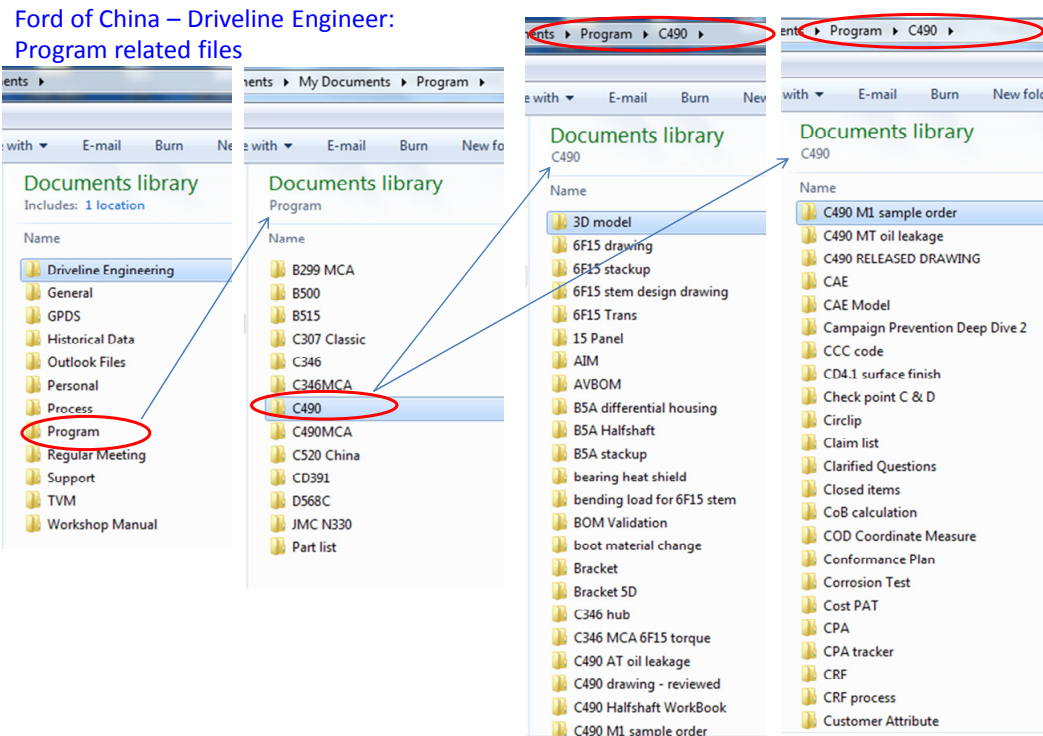 Ford of China – Driveline Engineer:
Program related files
ents ▸
with ▾ E-mail Burn Ne
Documents library
Includes: 1 location
Name
Driveline Engineering
General
GPDS
Historical Data
Outlook Files
Personal
Process
Program
Regular Meeting
Support
TVM
Workshop Manual
ments ▸ My Documents ▸ Program ▸
e with ▾ E-mail Burn New fo
Documents library
Program
Name
B299 MCA
B500
B515
C307 Classic
C346
C346MCA
C490
C490MCA
C520 China
CD391
D568C
JMC N330
Part list
ents ▸ Program ▸ C490 ▸
e with ▾ E-mail Burn New
Documents library
C490
Name
3D model
6F15 drawing
6F15 stackup
6F15 stem design drawing
6F15 Trans
15 Panel
AIM
AVBOM
B5A differential housing
B5A Halfshaft
B5A stackup
bearing heat shield
bending load for 6F15 stem
BOM Validation
boot material change
Bracket
Bracket 5D
C346 hub
C346 MCA 6F15 torque
C490 AT oil leakage
C490 drawing - reviewed
C490 Halfshaft WorkBook
C490 M1 sample order
ents ▸ Program ▸ C490 ▸
with ▾ E-mail Burn New fold
Documents library
C490
Name
C490 M1 sample order
C490 MT oil leakage
C490 RELEASED DRAWING
CAE
CAE Model
Campaign Prevention Deep Dive 2
CCC code
CD4.1 surface finish
Check point C & D
Circlip
Claim list
Clarified Questions
Closed items
CoB calculation
COD Coordinate Measure
Conformance Plan
Corrosion Test
Cost PAT
CPA
CPA tracker
CRF
CRF process
Customer Attribute